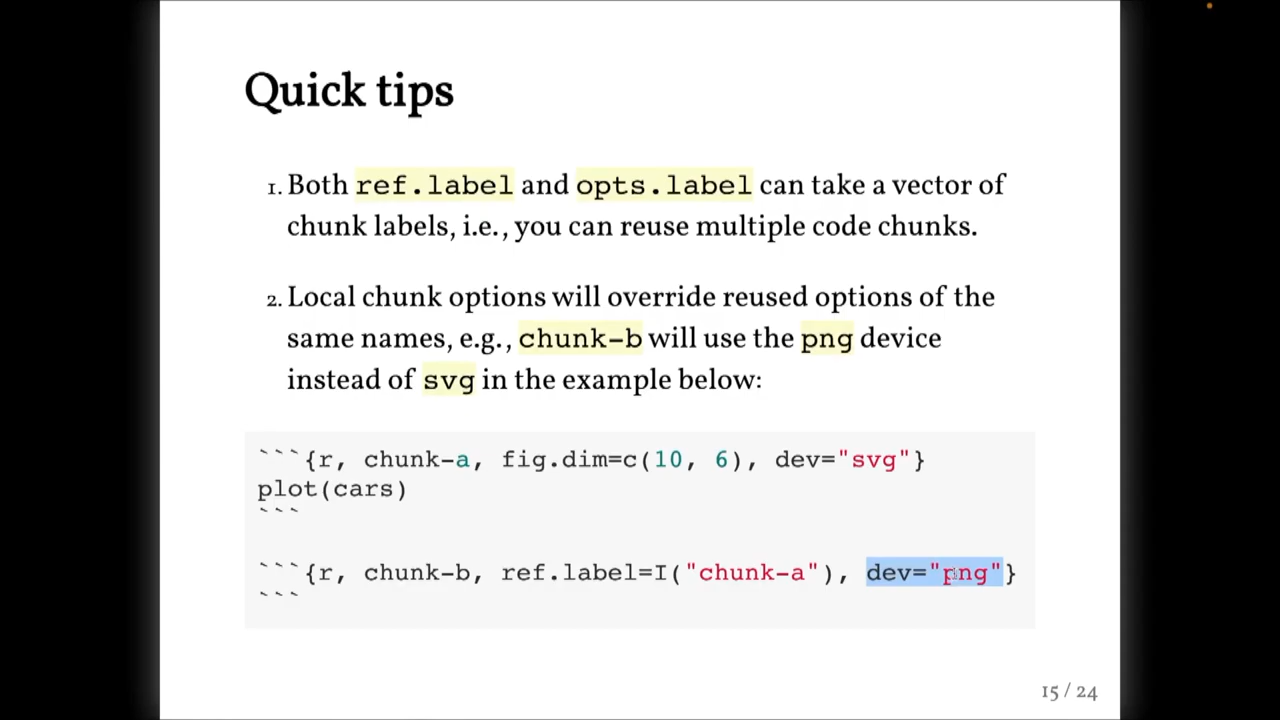 Quick tips
1. Both ref.label and opts.label can take a vector of
chunk labels, i.e., you can reuse multiple code chunks.
2. Local chunk options will override reused options of the
same names, e.g., chunk-b will use the png device
instead of svg in the example below:
```{r, chunk-a, fig.dim=c(10, 6), dev="svg"}
plot(cars)
```
```{r, chunk-b, ref.label=I("chunk-a"), dev="png"}
```
15 / 24